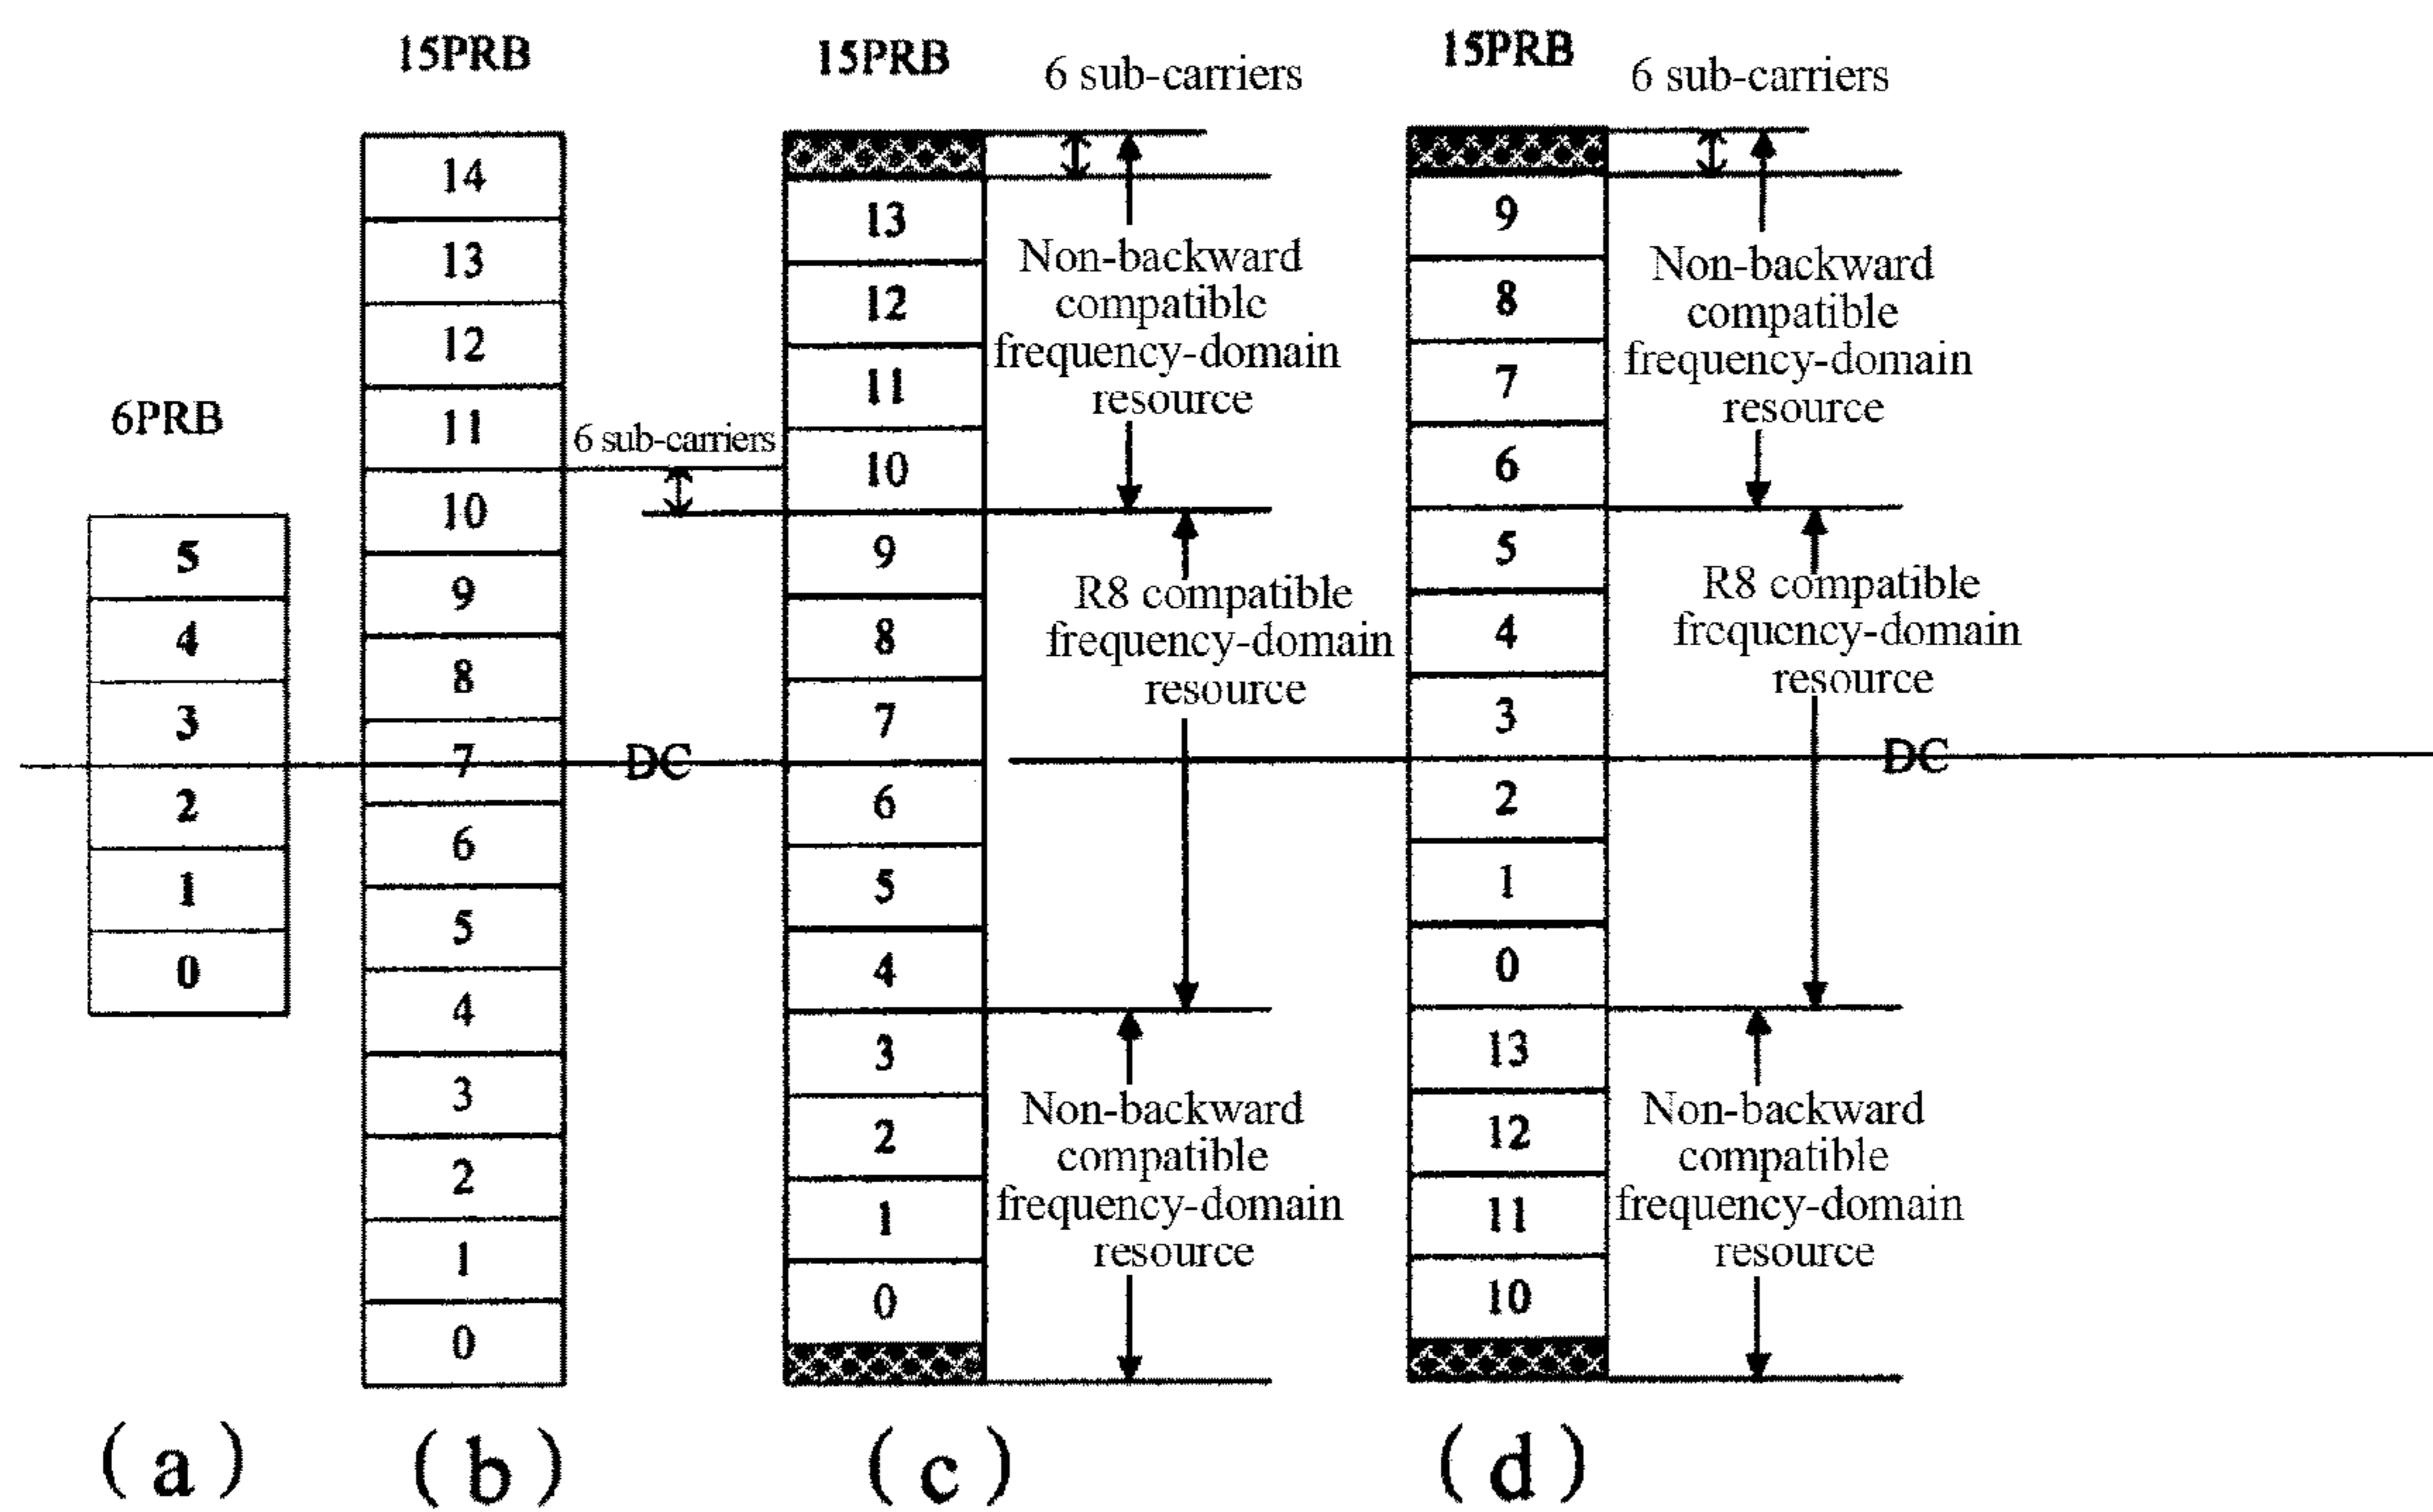 6PRB
5
4
3
2
1
0
(a)
15PRB
14
13
12
11
10
9
8
7
6
5
4
3
2
1
0
(b)
6 sub-carriers
DC
15PRB
13
12
11
10
9
8
7
6
5
4
3
2
1
0
(c)
6 sub-carriers
Non-backward
compatible
frequency-domain
resource
R8 compatible
frequency-domain
resource
Non-backward
compatible
frequency-domain
resource
15PRB
9
8
7
6
5
4
3
2
1
0
13
12
11
10
(d)
6 sub-carriers
Non-backward
compatible
frequency-domain
resource
R8 compatible
frequency-domain
resource
DC
Non-backward
compatible
frequency-domain
resource